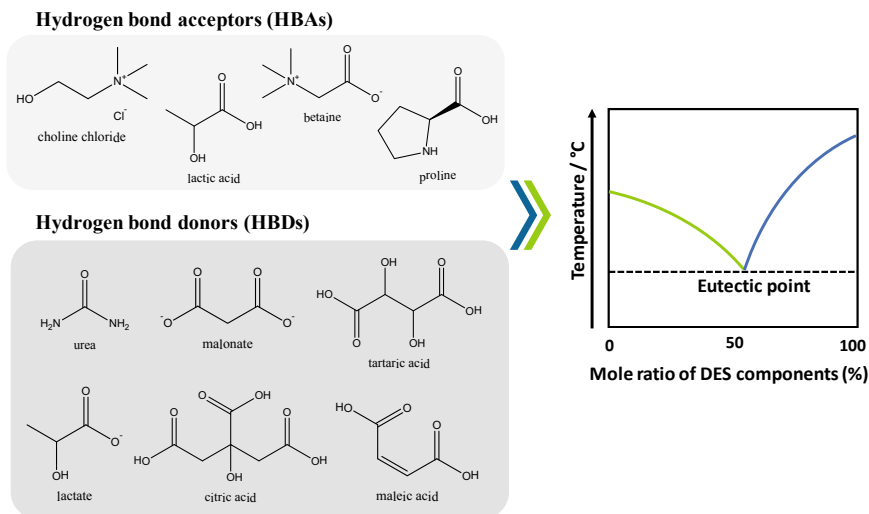 Hydrogen bond acceptors (HBAs)
HO
N+
Cl-
choline chloride
O
OH
OH
lactic acid
N+
O
O-
betaine
O
OH
NH
proline
Hydrogen bond donors (HBDs)
O
H2N
NH2
urea
O
O
-O
O-
malonate
OH
O
HO
OH
O
OH
tartaric acid
O
O-
OH
lactate
OH
O
O
O
HO
OH
OH
citric acid
HO
O
O
OH
maleic acid
Temperature / °C
Eutectic point
0
50
100
Mole ratio of DES components (%)